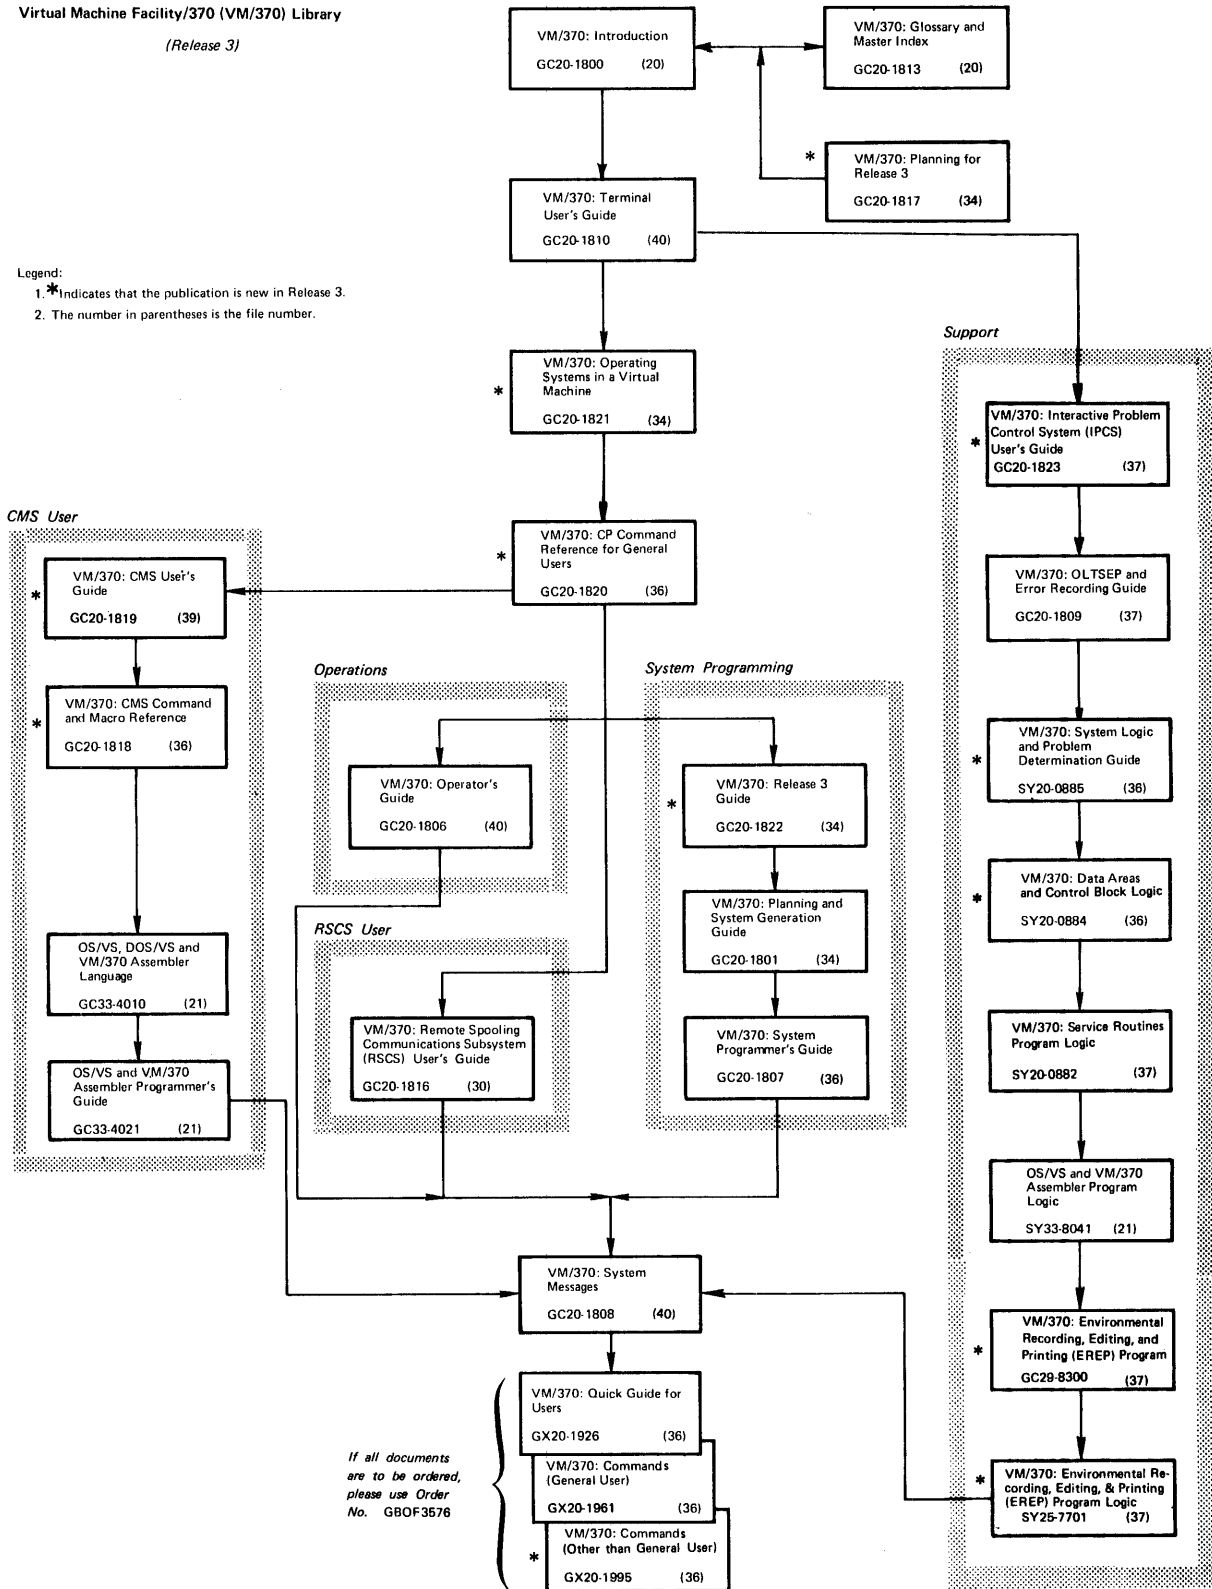 Virtual Machine Facility/370 (VM/370) Library
(Release 3)
VM/370: Introduction
GC20-1800 (20)
VM/370: Glossary and
Master Index
GC20-1813 (20)
*
VM/370: Planning for
Release 3
GC20-1817 (34)
VM/370: Terminal
User's Guide
GC20-1810 (40)
Legend:
1. * Indicates that the publication is new in Release 3.
2. The number in parentheses is the file number.
*
VM/370: Operating
Systems in a Virtual
Machine
GC20-1821 (34)
*
VM/370: CP Command
Reference for General
Users
GC20-1820 (36)
CMS User
*
VM/370: CMS User's
Guide
GC20-1819 (39)
*
VM/370: CMS Command
and Macro Reference
GC20-1818 (36)
OS/VS, DOS/VS and
VM/370 Assembler
Language
GC33-4010 (21)
OS/VS and VM/370
Assembler Programmer's
Guide
GC33-4021 (21)
Operations
VM/370: Operator's
Guide
GC20-1806 (40)
RSCS User
VM/370: Remote Spooling
Communications Subsystem
(RSCS) User's Guide
GC20-1816 (30)
System Programming
*
VM/370: Release 3
Guide
GC20-1822 (34)
VM/370: Planning and
System Generation
Guide
GC20-1801 (34)
VM/370: System
Programmer's Guide
GC20-1807 (36)
Support
*
VM/370: Interactive Problem
Control System (IPCS)
User's Guide
GC20-1823 (37)
VM/370: OLTSEP and
Error Recording Guide
GC20-1809 (37)
*
VM/370: System Logic
and Problem
Determination Guide
SY20-0885 (36)
*
VM/370: Data Areas
and Control Block Logic
SY20-0884 (36)
VM/370: Service Routines
Program Logic
SY20-0882 (37)
OS/VS and VM/370
Assembler Program
Logic
SY33-8041 (21)
*
VM/370: Environmental
Recording, Editing, and
Printing (EREP) Program
GC29-8300 (37)
*
VM/370: Environmental Re-
cording, Editing, & Printing
(EREP) Program Logic
SY25-7701 (37)
VM/370: System
Messages
GC20-1808 (40)
If all documents
are to be ordered,
please use Order
No. GBOF3576
VM/370: Quick Guide for
Users
GX20-1926 (36)
VM/370: Commands
(General User)
GX20-1961 (36)
*
VM/370: Commands
(Other than General User)
GX20-1995 (36)